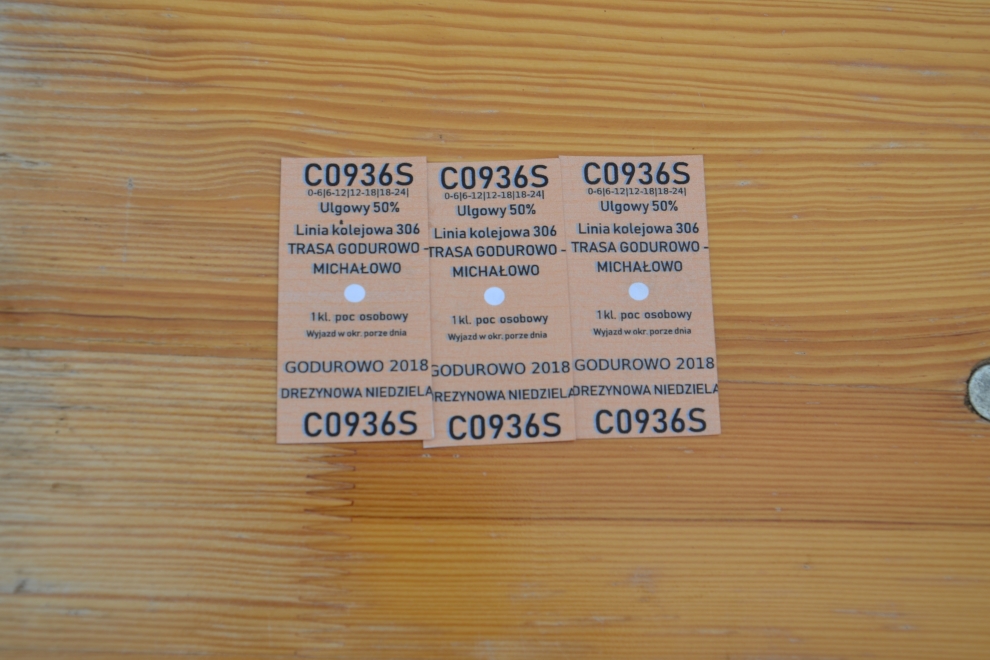 C0936S
0-6|6-12|12-18|18-24|
Ulgowy 50%
Linia kolejowa 306
TRASA GODUROWO -
MICHAŁOWO
1 kl. poc osobowy
Wyjazd w okr. porze dnia
GODUROWO 2018
DREZYNOWA NIEDZIELA
C0936S
C0936S
0-6|6-12|12-18|18-24|
Ulgowy 50%
Linia kolejowa 306
TRASA GODUROWO -
MICHAŁOWO
1 kl. poc osobowy
Wyjazd w okr. porze dnia
GODUROWO 2018
DREZYNOWA NIEDZIELA
C0936S
C0936S
0-6|6-12|12-18|18-24|
Ulgowy 50%
Linia kolejowa 306
TRASA GODUROWO -
MICHAŁOWO
1 kl. poc osobowy
Wyjazd w okr. porze dnia
GODUROWO 2018
DREZYNOWA NIEDZIELA
C0936S